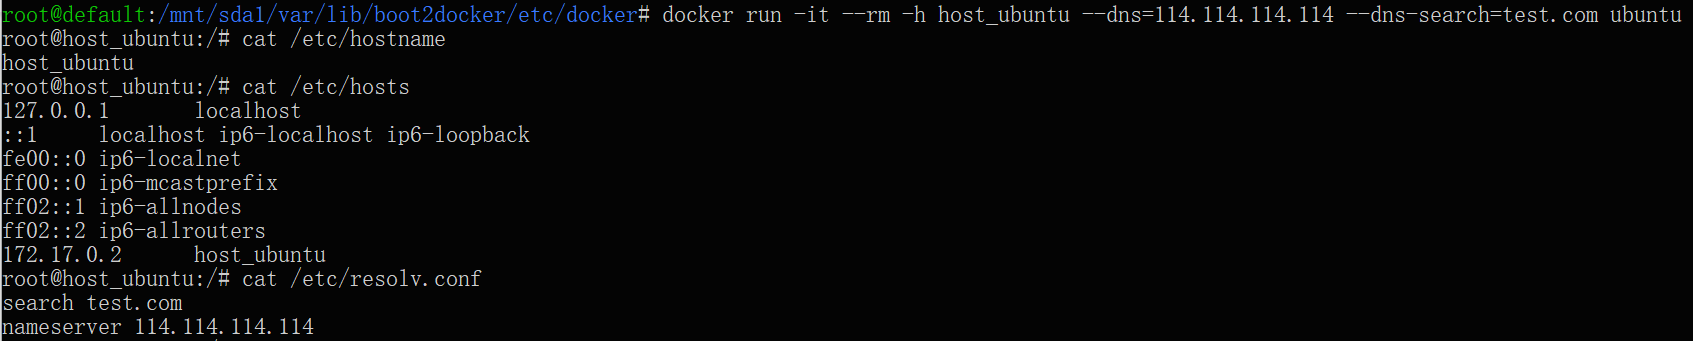 root@default:/mnt/sda1/var/lib/boot2docker/etc/docker# docker run -it --rm -h host_ubuntu --dns=114.114.114.114 --dns-search=test.com ubuntu
root@host_ubuntu:/# cat /etc/hostname
host_ubuntu
root@host_ubuntu:/# cat /etc/hosts
127.0.0.1       localhost
::1     localhost ip6-localhost ip6-loopback
fe00::0 ip6-localnet
ff00::0 ip6-mcastprefix
ff02::1 ip6-allnodes
ff02::2 ip6-allrouters
172.17.0.2      host_ubuntu
root@host_ubuntu:/# cat /etc/resolv.conf
search test.com
nameserver 114.114.114.114